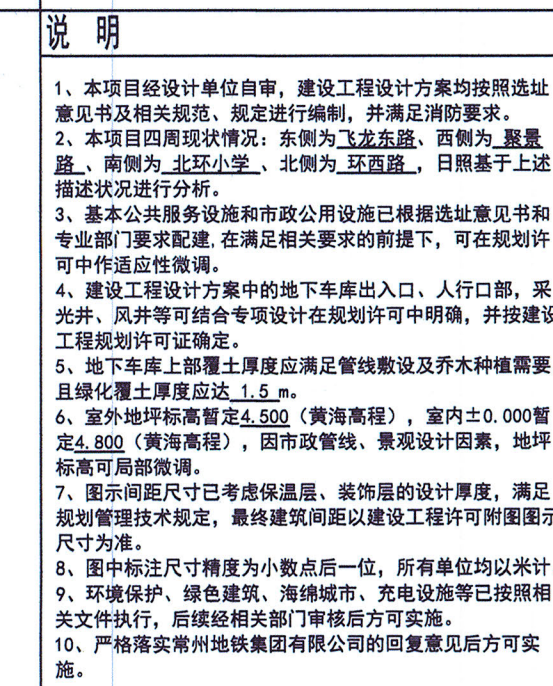 说 明
1、本项目经设计单位自审，建设工程设计方案均按照选址
意见书及相关规范、规定进行编制，并满足消防要求。
2、本项目四周现状情况：东侧为飞龙东路、西侧为 聚景
路 、南侧为 北环小学 、北侧为 环西路 ，日照基于上述
描述状况进行分析。
3、基本公共服务设施和市政公用设施已根据选址意见书和
专业部门要求配建,在满足相关要求的前提下，可在规划许
可中作适应性微调。
4、建设工程设计方案中的地下车库出入口、人行口部，采
光井、风井等可结合专项设计在规划许可中明确，并按建设
工程规划许可证确定。
5、地下车库上部覆土厚度应满足管线敷设及乔木种植需要
且绿化覆土厚度应达 1.5 m。
6、室外地坪标高暂定4.500（黄海高程），室内±0.000暂
定4.800（黄海高程），因市政管线、景观设计因素，地坪
标高可局部微调。
7、图示间距尺寸已考虑保温层、装饰层的设计厚度，满足
规划管理技术规定，最终建筑间距以建设工程许可附图图示
尺寸为准。
8、图中标注尺寸精度为小数点后一位，所有单位均以米计
9、环境保护、绿色建筑、海绵城市、充电设施等已按照相
关文件执行，后续经相关部门审核后方可实施。
10、严格落实常州地铁集团有限公司的回复意见后方可实
施。